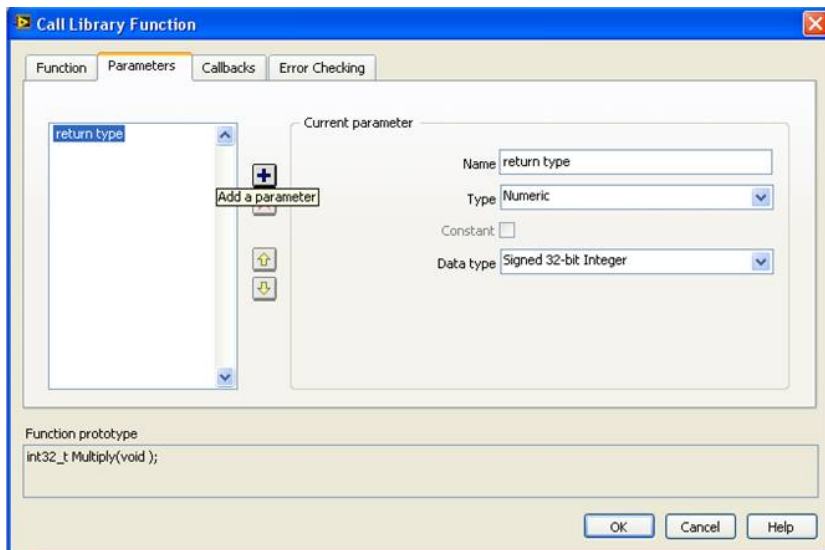 Call Library Function
Function Parameters Callbacks Error Checking
return type
Add a parameter
Current parameter
Name return type
Type Numeric
Constant
Data type Signed 32-bit Integer
Function prototype
int32_t Multiply(void );
OK Cancel Help